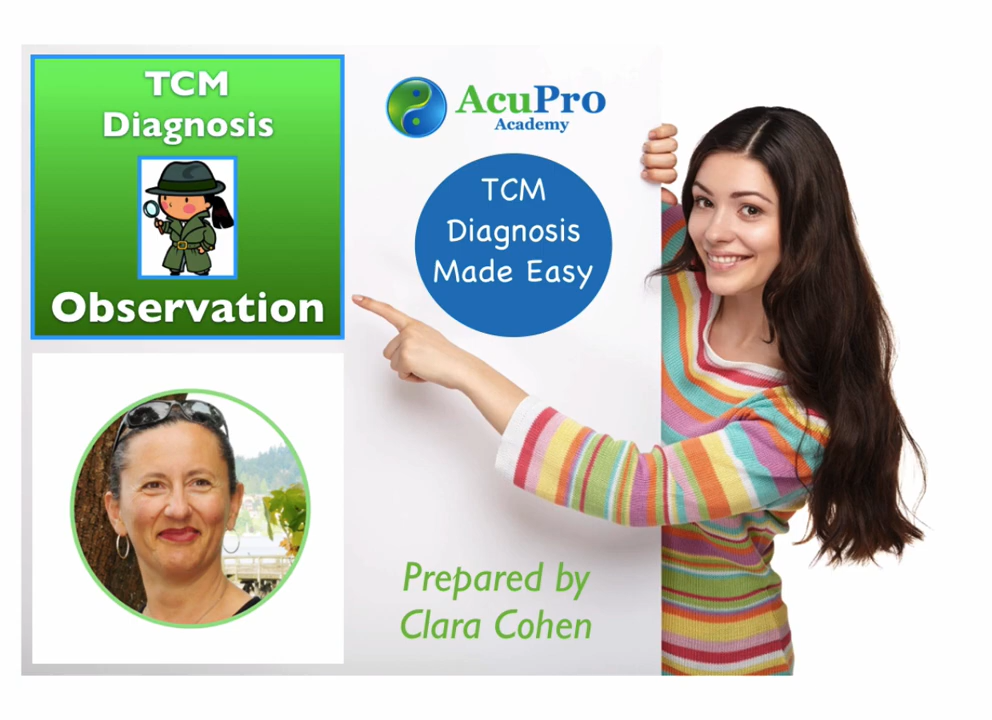 TCM
Diagnosis
Observation
AcuPro
Academy
TCM
Diagnosis
Made Easy
Prepared by
Clara Cohen